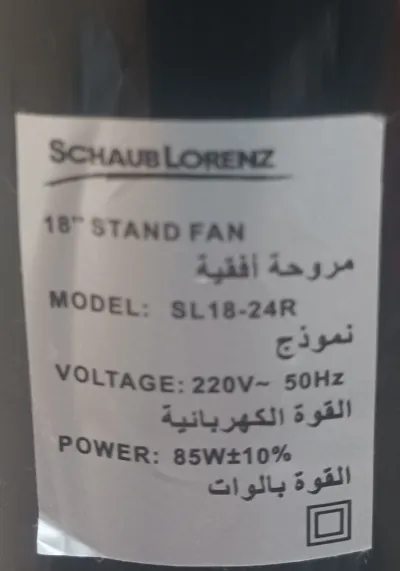 SCHAUB LORENZ
18" STAND FAN
مروحة أفقية
MODEL: SL18-24R
نموذج
VOLTAGE: 220V~ 50Hz
القوة الكهربائية
POWER: 85W±10%
القوة بالوات